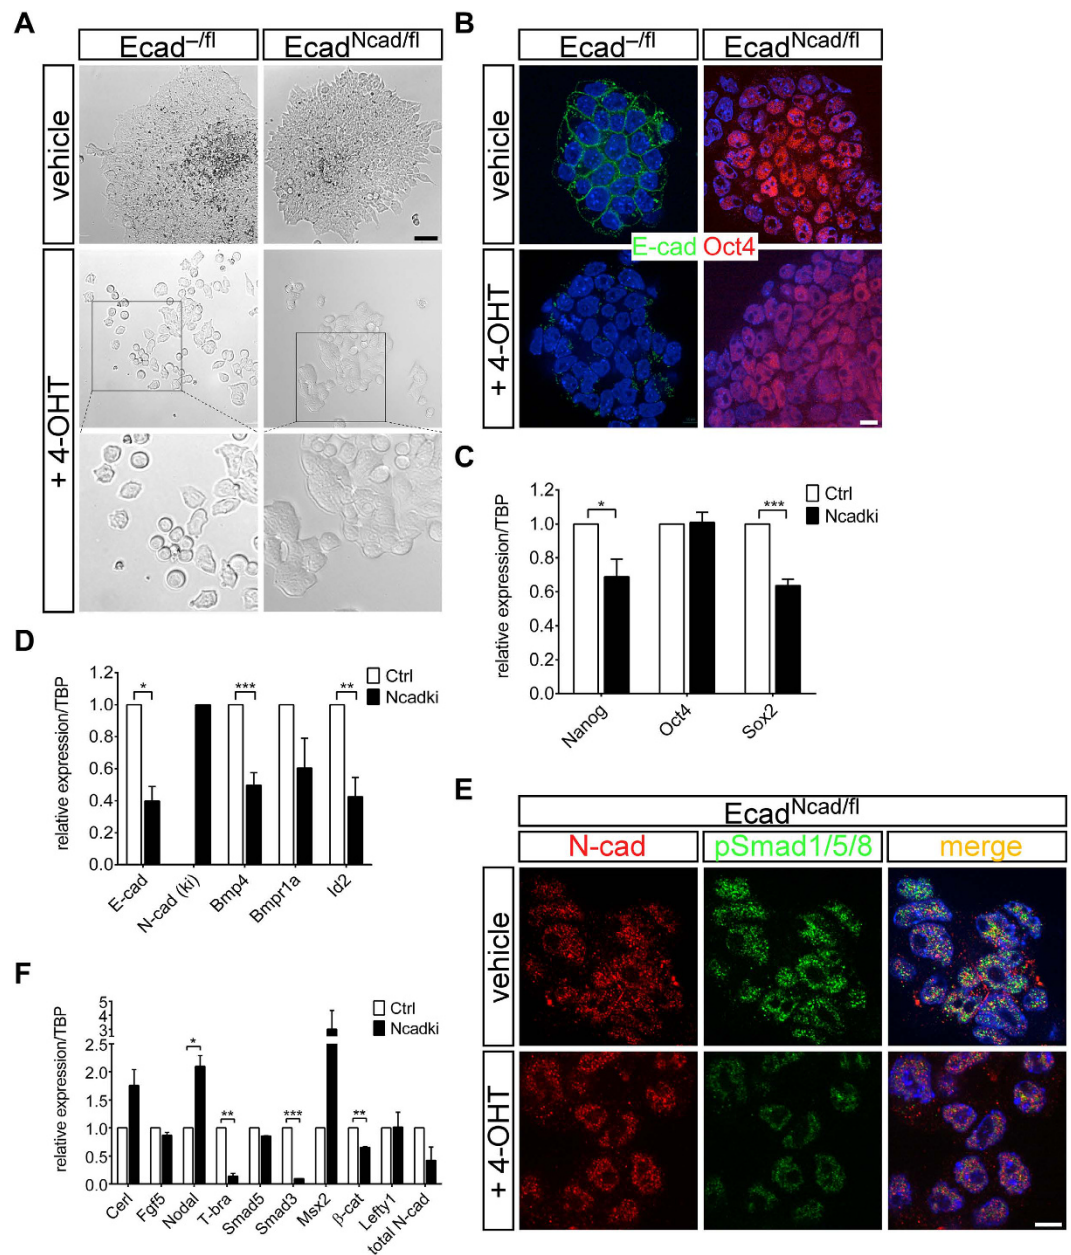 A
Ecad–/fl
EcadNcad/fl
vehicle
+ 4-OHT
B
Ecad–/fl
EcadNcad/fl
vehicle
E-cad Oct4
+ 4-OHT
C
relative expression/TBP
1.2
1.0
0.8
0.6
0.4
0.2
0.0
*
***
Ctrl
Ncadki
Nanog
Oct4
Sox2
D
relative expression/TBP
1.2
1.0
0.8
0.6
0.4
0.2
0.0
*
***
**
Ctrl
Ncadki
E-cad
N-cad (ki)
Bmp4
Bmpr1a
Id2
E
EcadNcad/fl
N-cad
pSmad1/5/8
merge
vehicle
+ 4-OHT
F
relative expression/TBP
5
4
3
2.5
2.0
1.5
1.0
0.5
0.0
*
**
***
**
Ctrl
Ncadki
Cerl
Fgf5
Nodal
T-bra
Smad5
Smad3
Msx2
β-cat
Lefty1
total N-cad